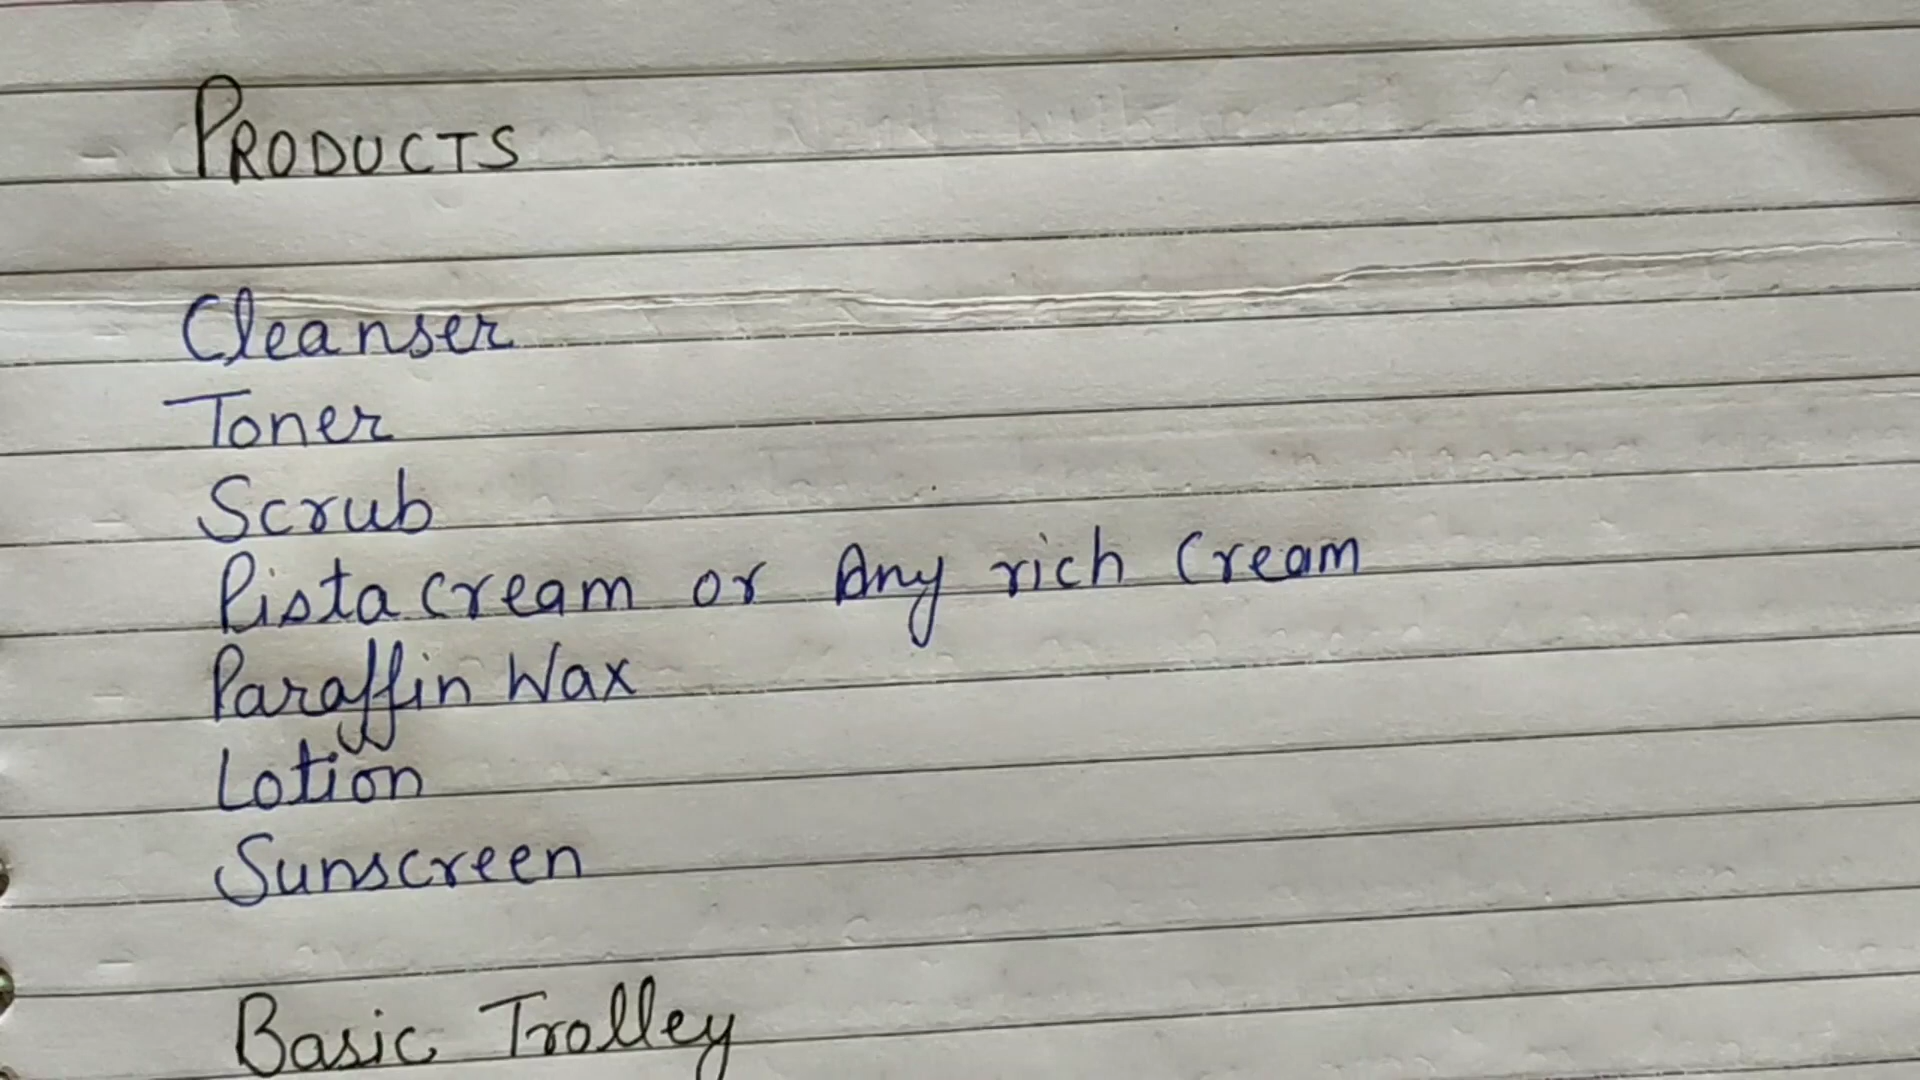 PRODUCTS
Cleanser
Toner
Scrub
Pista cream or Any rich Cream
Paraffin Wax
Lotion
Sunscreen
Basic Trolley